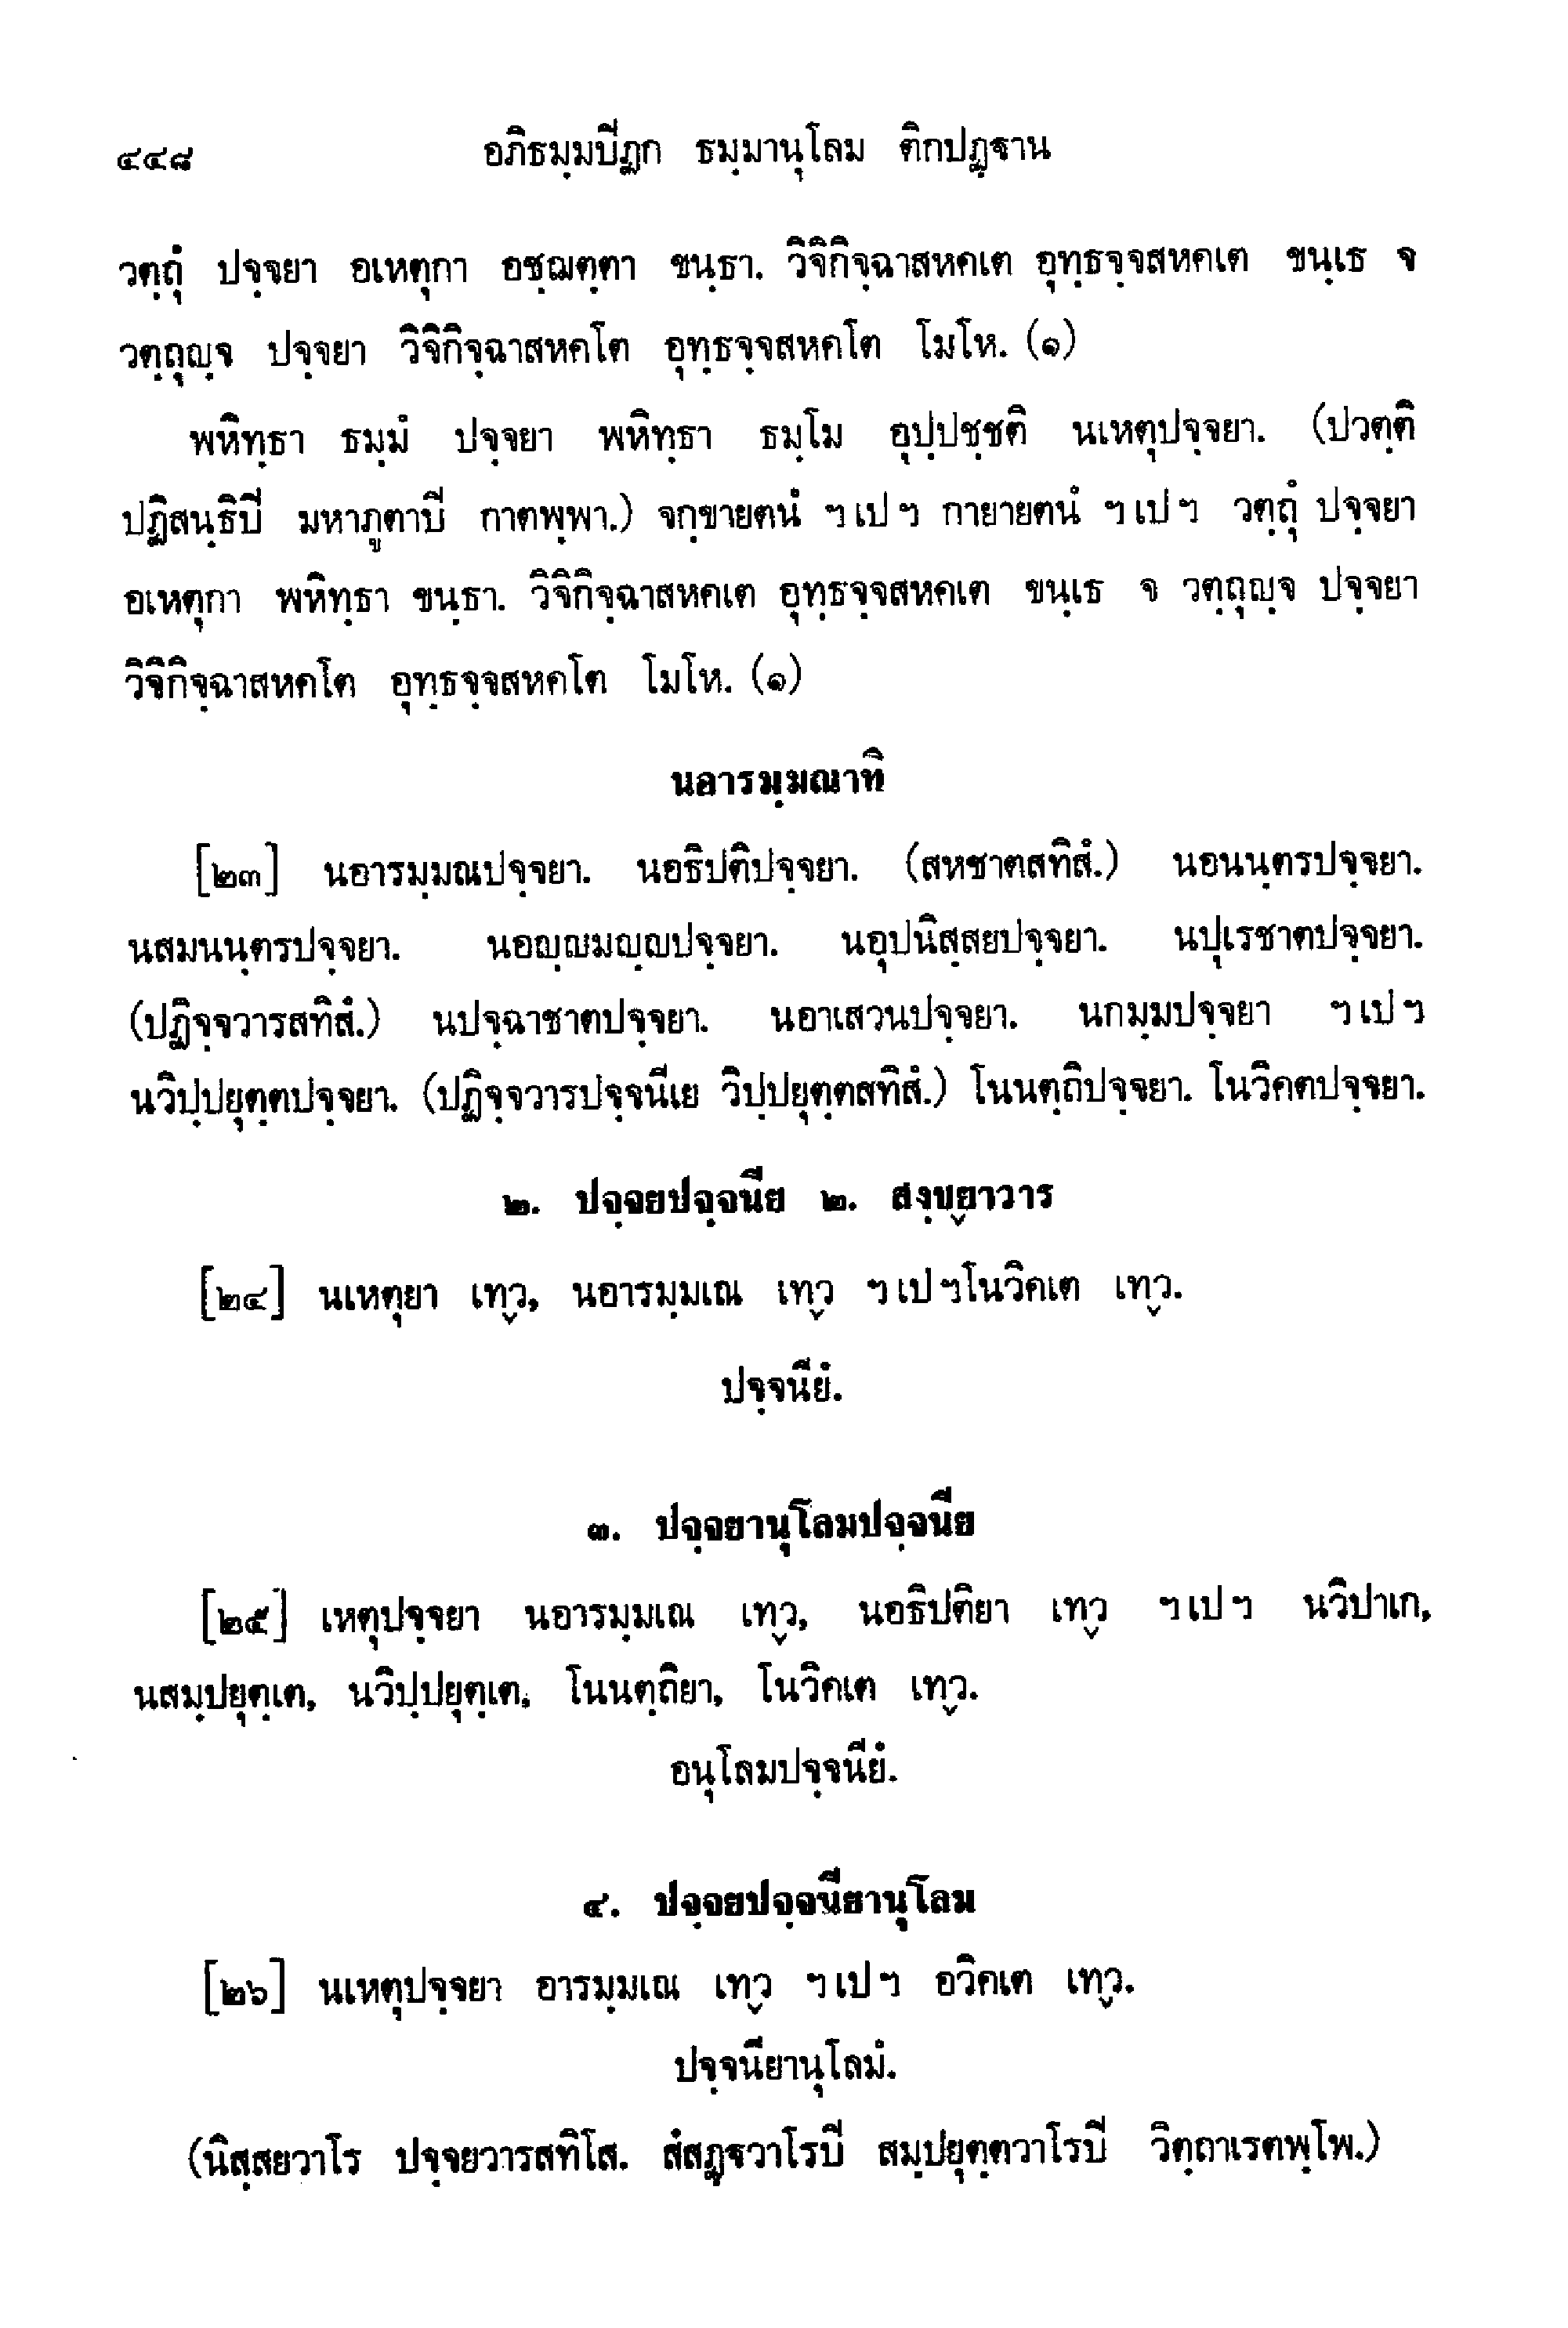 ๔๔๘ อภิธมฺมปิฏก ธมฺมานุโลม ติกปฏฺฐาน
วตฺถุํ ปจฺจยา อเหตุกา อชฺฌตฺตา ขนฺธา. วิจิกิจฺฉาสหคเต อุทฺธจฺจสหคเต ขนฺเธ จ
วตฺถุญฺจ ปจฺจยา วิจิกิจฺฉาสหคโต อุทฺธจฺจสหคโต โมโห. (๑)
พหิทฺธา ธมฺมํ ปจฺจยา พหิทฺธา ธมฺโม อุปฺปชฺชติ นเหตุปจฺจยา. (ปวตฺติ
ปฏิสนฺธิปิ มหาภูตาปิ กาตพฺพา.) จกฺขายตนํ ฯเปฯ กายายตนํ ฯเปฯ วตฺถุํ ปจฺจยา
อเหตุกา พหิทฺธา ขนฺธา. วิจิกิจฺฉาสหคเต อุทฺธจฺจสหคเต ขนฺเธ จ วตฺถุญฺจ ปจฺจยา
วิจิกิจฺฉาสหคโต อุทฺธจฺจสหคโต โมโห. (๑)
นอารมฺมณาทิ
[๒๓] นอารมฺมณปจฺจยา. นอธิปติปจฺจยา. (สหชาตสทิสํ.) นอนนฺตรปจฺจยา.
นสมนนฺตรปจฺจยา. นอญฺญมญฺญปจฺจยา. นอุปนิสฺสยปจฺจยา. นปุเรชาตปจฺจยา.
(ปฏิจฺจวารสทิสํ.) นปจฺฉาชาตปจฺจยา. นอาเสวนปจฺจยา. นกมฺมปจฺจยา ฯเปฯ
นวิปฺปยุตฺตปจฺจยา. (ปฏิจฺจวารปจฺจนีเย วิปฺปยุตฺตสทิสํ.) โนนตฺถิปจฺจยา. โนวิคตปจฺจยา.
๒. ปจฺจยปจฺจนีย ๒. สงฺขฺยาวาร
[๒๔] นเหตุยา เทฺว, นอารมฺมเณ เทฺว ฯเปฯโนวิคเต เทฺว.
ปจฺจนียํ.
๓. ปจฺจยานุโลมปจฺจนีย
[๒๕] เหตุปจฺจยา นอารมฺมเณ เทฺว, นอธิปติยา เทฺว ฯเปฯ นวิปาเก,
นสมฺปยุตฺเต, นวิปฺปยุตฺเต, โนนตฺถิยา, โนวิคเต เทฺว.
อนุโลมปจฺจนียํ.
๔. ปจฺจยปจฺจนียานุโลม
[๒๖] นเหตุปจฺจยา อารมฺมเณ เทฺว ฯเปฯ อวิคเต เทฺว.
ปจฺจนียานุโลมํ.
(นิสฺสยวาโร ปจฺจยวารสทิโส. สํสฏฺฐวาโรปิ สมฺปยุตฺตวาโรปิ วิตฺถาเรตพฺโพ.)